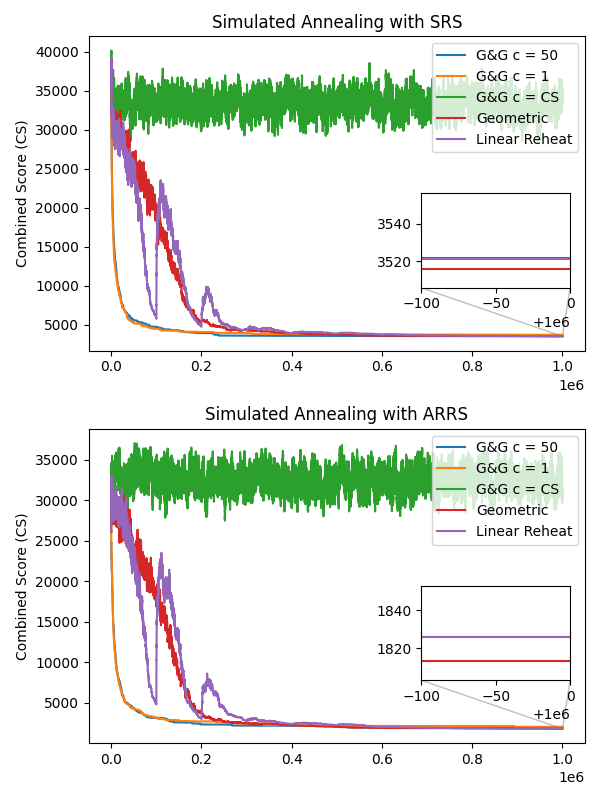 Simulated Annealing with SRS
Combined Score (CS)
40000
35000
30000
25000
20000
15000
10000
5000
G&G c = 50
G&G c = 1
G&G c = CS
Geometric
Linear Reheat
3540
3520
−100 −50 0
+1e6
0.0 0.2 0.4 0.6 0.8 1.0
1e6
Simulated Annealing with ARRS
Combined Score (CS)
35000
30000
25000
20000
15000
10000
5000
G&G c = 50
G&G c = 1
G&G c = CS
Geometric
Linear Reheat
1840
1820
−100 −50 0
+1e6
0.0 0.2 0.4 0.6 0.8 1.0
1e6